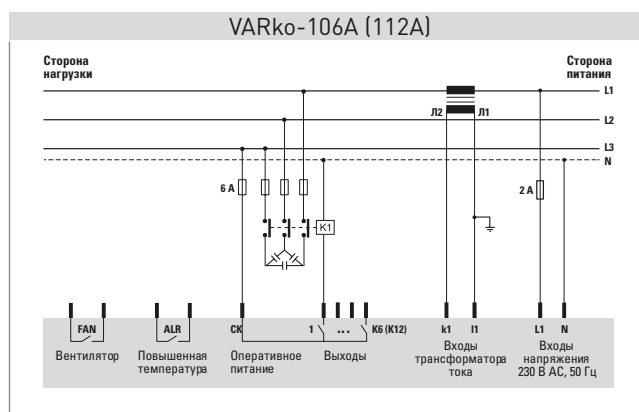 VARko-106A (112A)
Сторона нагрузки
Сторона питания
L1
Л2 Л1
L2
L3
N
6 A
2 A
K1
FAN
ALR
СК
1
...
K6 (K12)
k1
l1
L1
N
Вентилятор
Повышенная температура
Оперативное питание
Выходы
Входы трансформатора тока
Входы напряжения 230 В АС, 50 Гц